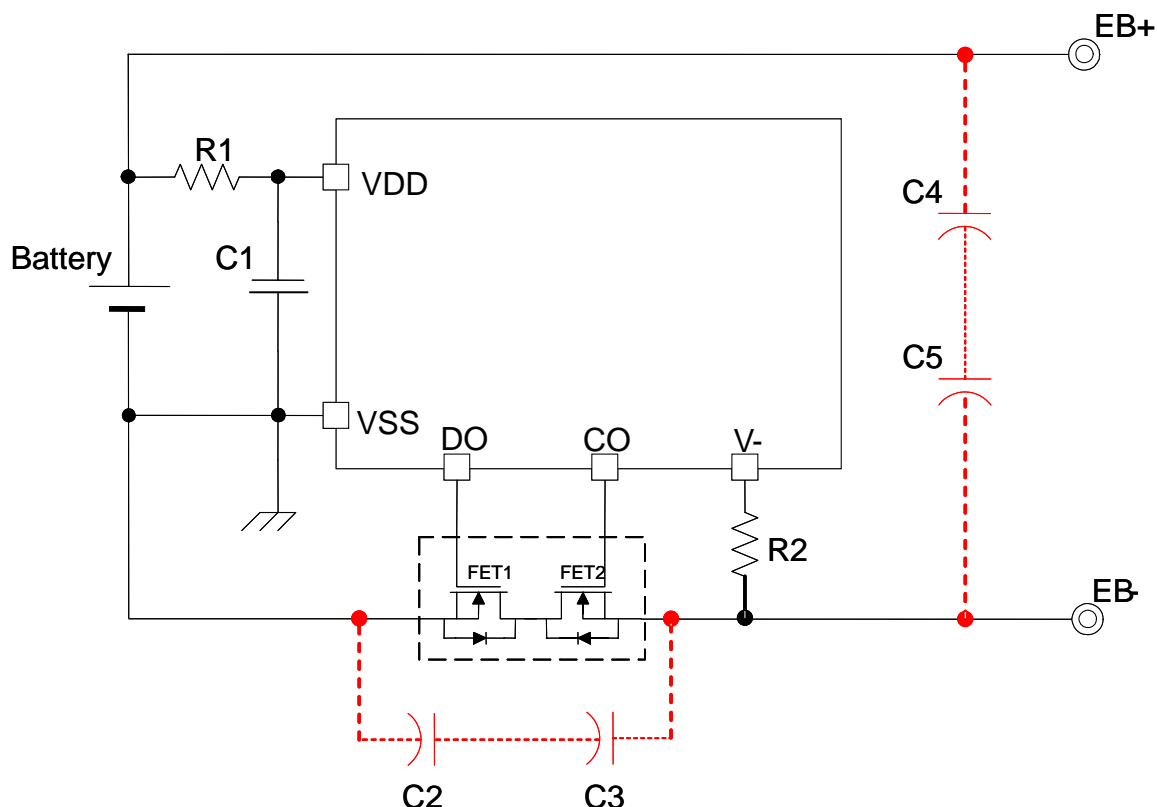 EB+
R1
VDD
C4
Battery
C1
C5
VSS
DO
CO
V-
R2
FET1
FET2
EB-
C2
C3